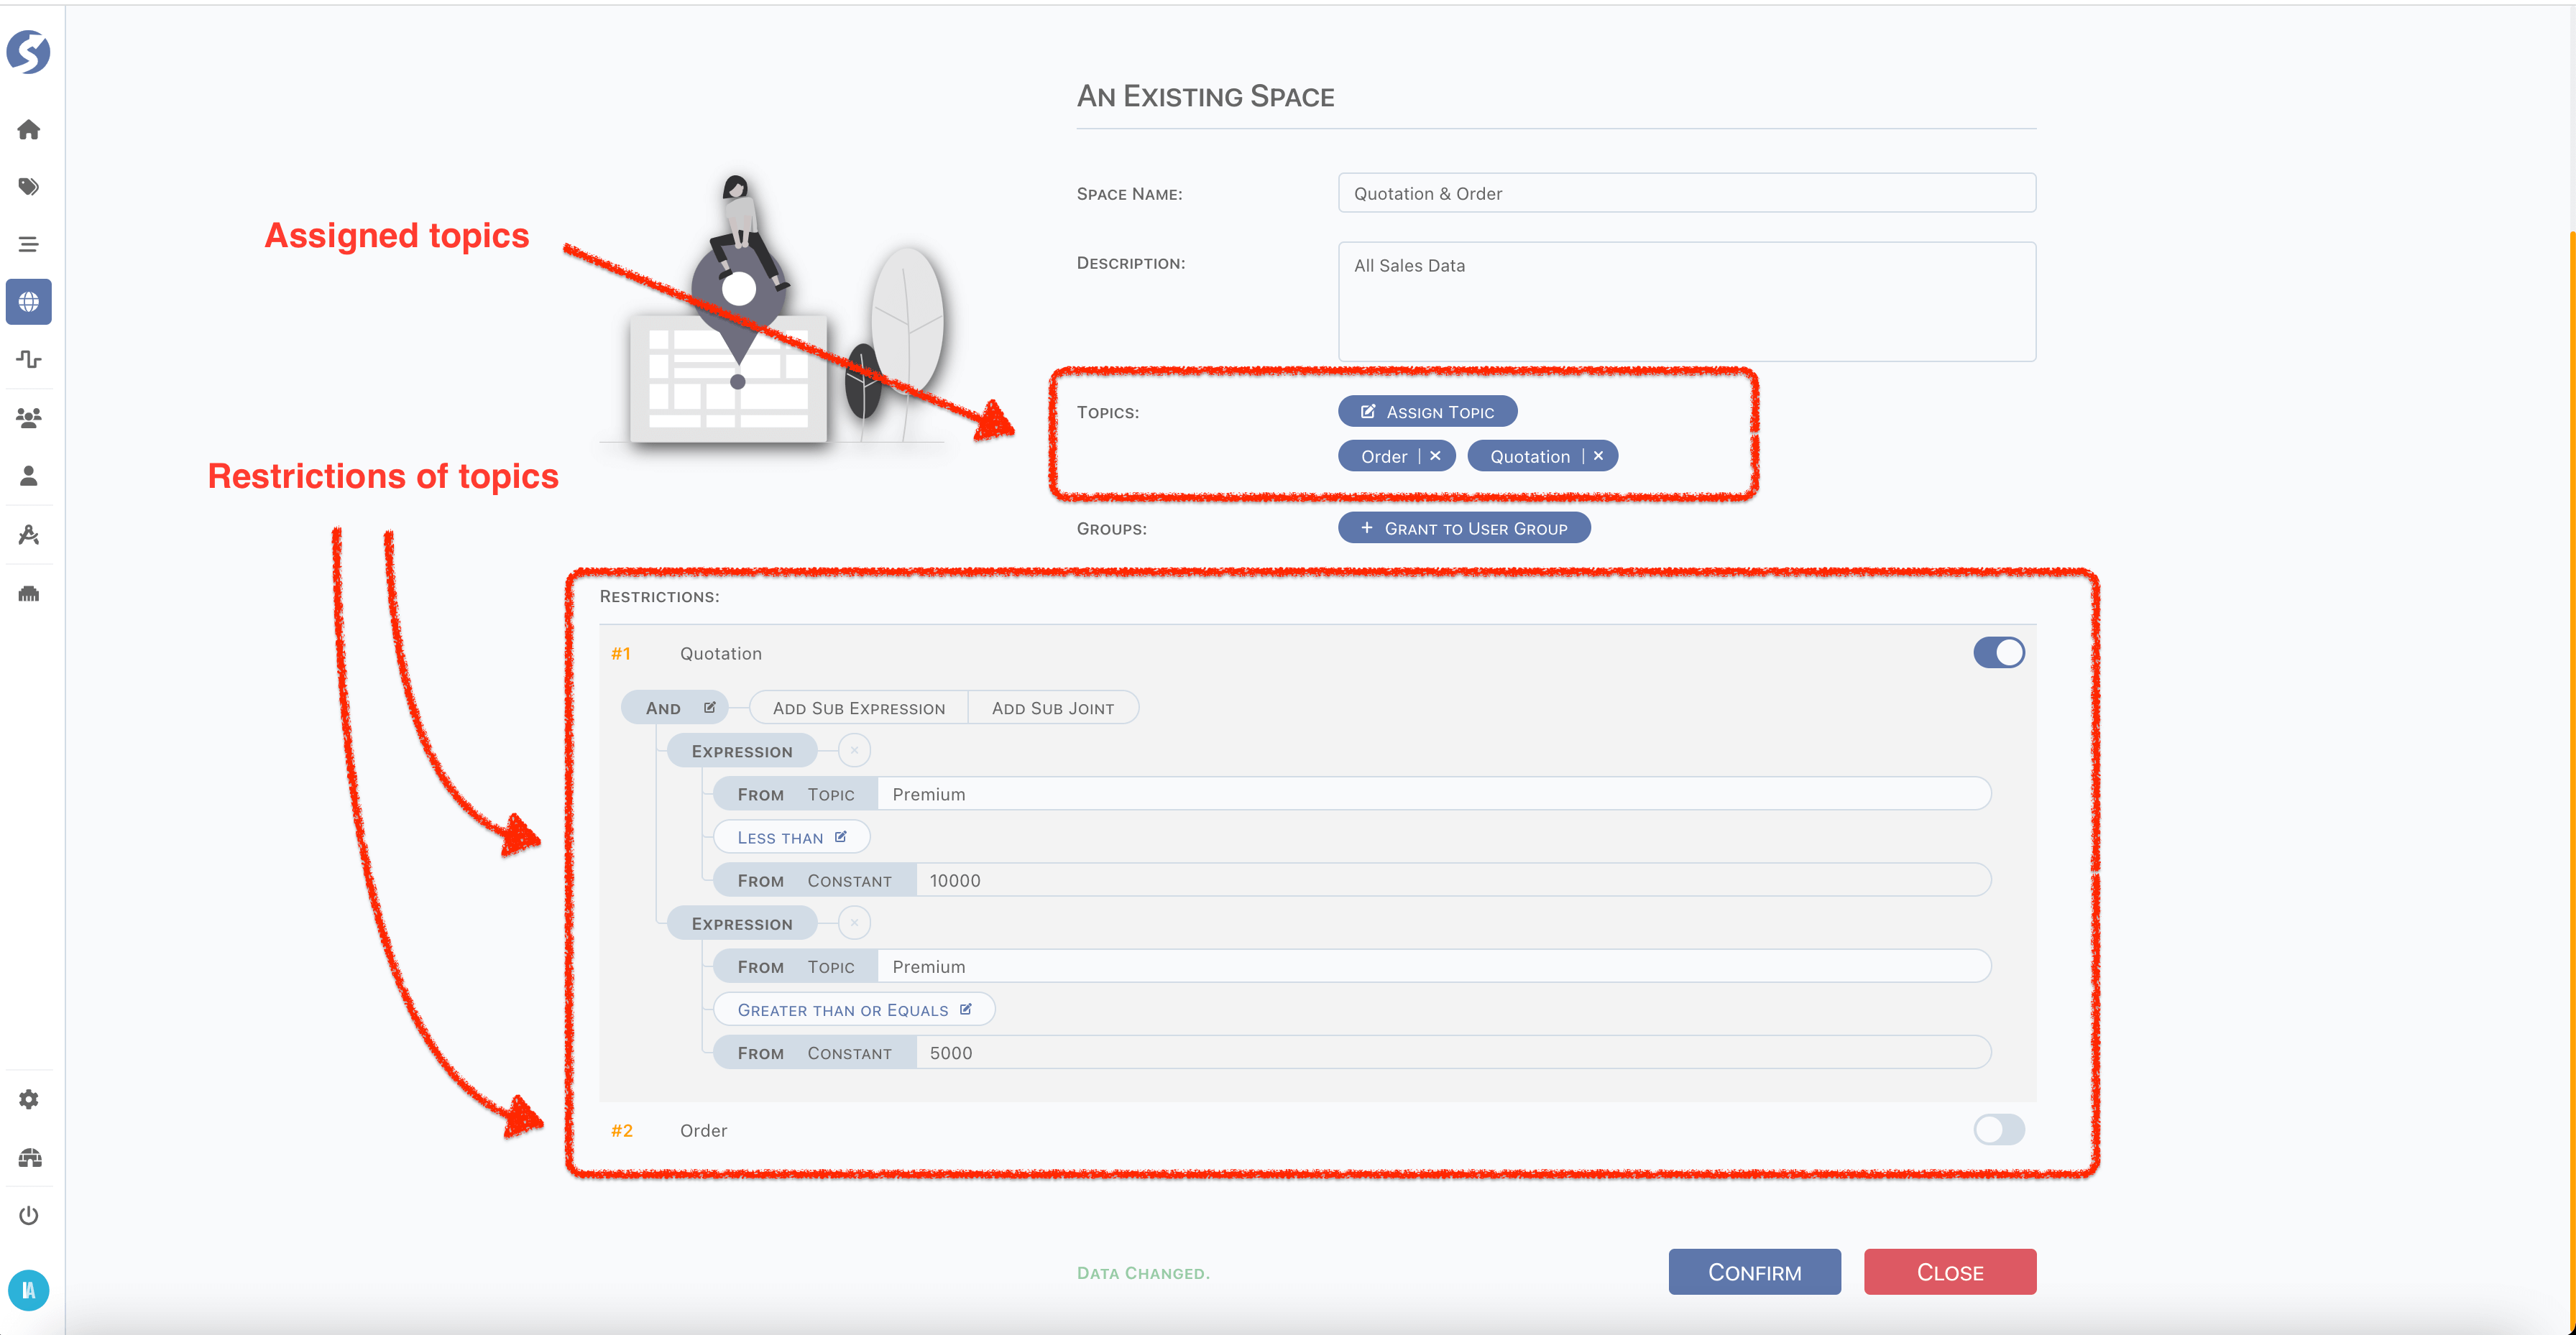 An Existing Space
Space Name:
Quotation & Order
Assigned topics
Description:
All Sales Data
Topics:
Assign Topic
Order | ×
Quotation | ×
Restrictions of topics
Groups:
+ Grant to User Group
Restrictions:
#1 Quotation
And
Add Sub Expression
Add Sub Joint
Expression
From Topic Premium
Less than
From Constant 10000
Expression
From Topic Premium
Greater than or Equals
From Constant 5000
#2 Order
Data Changed.
Confirm
Close
IA